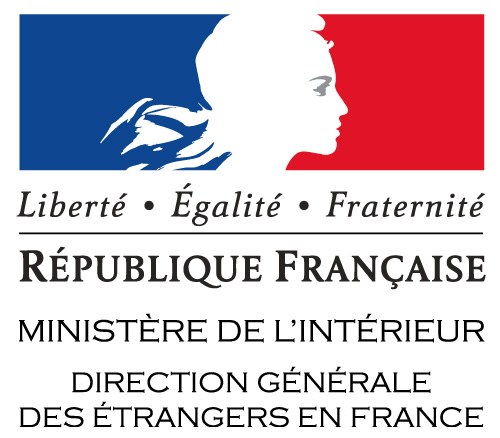 Liberté • Égalité • Fraternité
RÉPUBLIQUE FRANÇAISE
MINISTÈRE DE L'INTÉRIEUR
DIRECTION GÉNÉRALE
DES ÉTRANGERS EN FRANCE